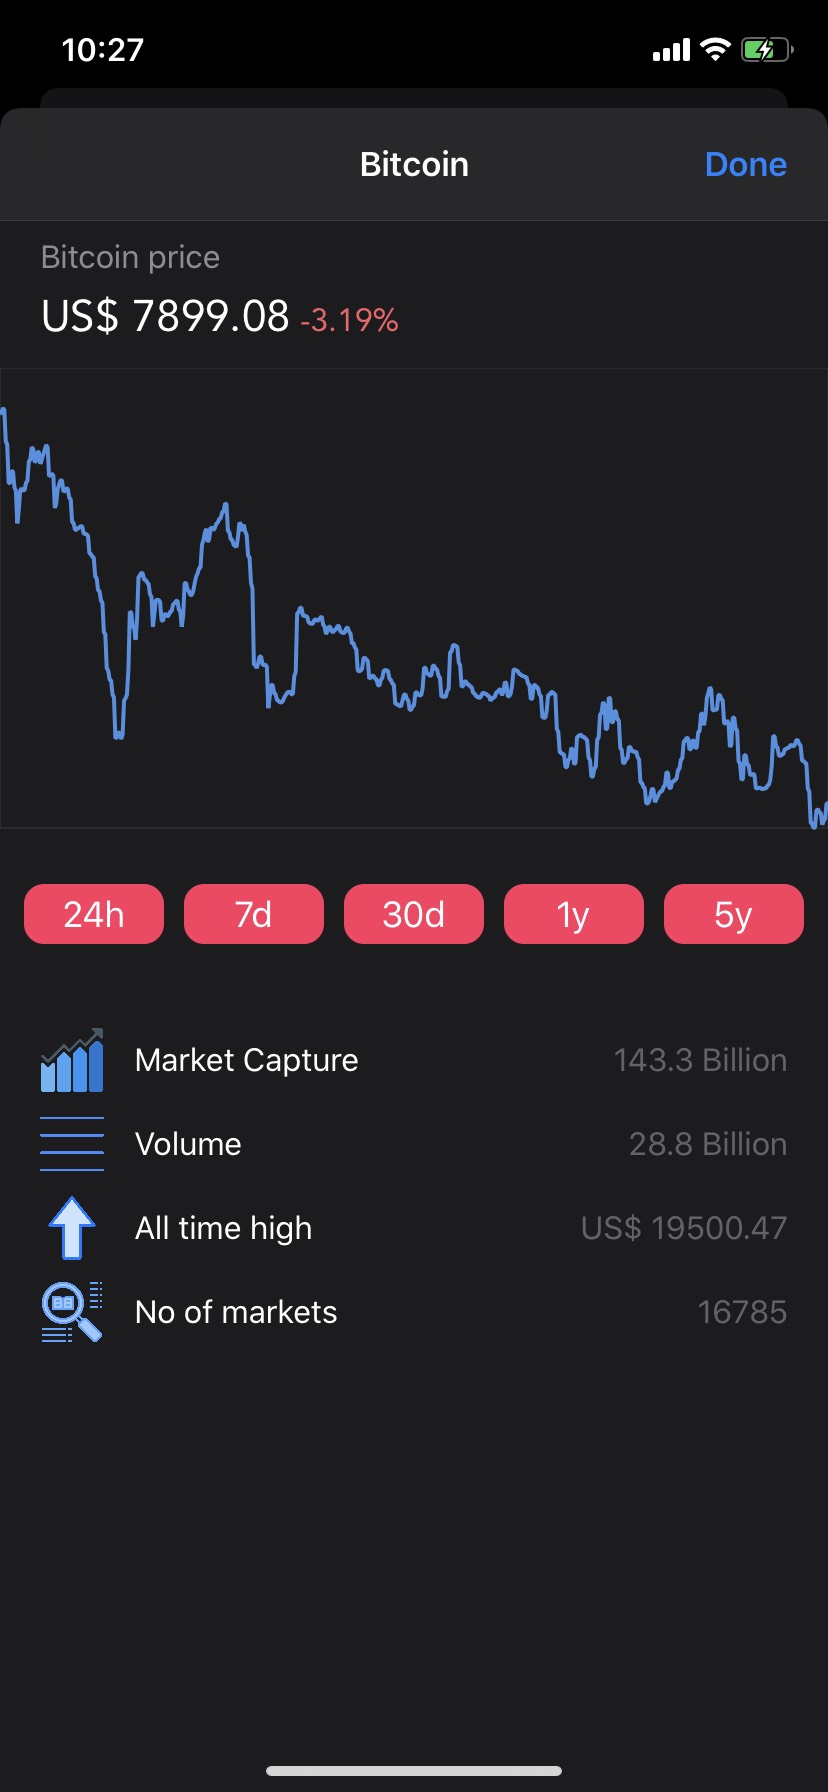 10:27
Bitcoin
Done
Bitcoin price
US$ 7899.08 -3.19%
24h 7d 30d 1y 5y
Market Capture 143.3 Billion
Volume 28.8 Billion
All time high US$ 19500.47
No of markets 16785